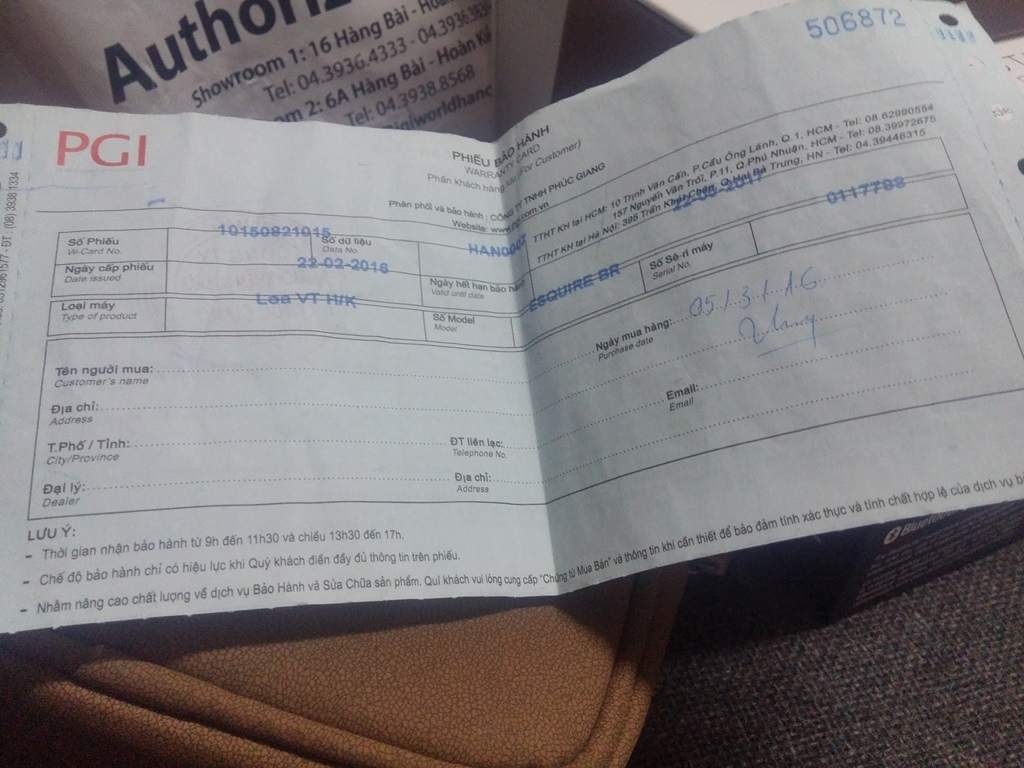 Showroom 1: 16 Hàng Bài - Hoàn
Tel: 04.3936.4333 - 04.3936.
2: 6A Hàng Bài - Hoàn Kiế
Tel: 04.3938.8568
506872
PGI
PHIẾU BẢO HÀNH
WARRANTY CARD
Phần khách hàng (For Customer)
Phân phối và bảo hành : CÔNG TY TNHH PHÚC GIANG
Website: www.
TTHT KH tại HCM: 10 Trịnh Văn Cấn, P.Cầu Ông Lãnh, Q.1, HCM - Tel: 08.62990554
157 Nguyễn Văn Trỗi, P.11, Q.Phú Nhuận, HCM - Tel: 08.39972675
TTHT KH tại Hà Nội: 395 Trần Khát Chân, Q.Hai Bà Trưng, HN - Tel: 04.39446315
Số Phiếu 10150821015 Số dữ liệu HAN0007
W-Card No. Data No.
Ngày cấp phiếu 22-02-2016 Ngày hết hạn bảo hành 22-05-2017
Date issued Valid until date
Loại máy Loa VT H/K Số Model ESQUIRE BR Số Sê-ri máy 0117788
Type of product Model Serial No.
Tên người mua: Ngày mua hàng: 05/3/16
Customer's name Purchase date
Địa chỉ:
Address
Email:
Email
T.Phố / Tỉnh: ĐT liên lạc:
City/Province Telephone No.
Đại lý: Địa chỉ:
Dealer Address
LƯU Ý:
- Thời gian nhận bảo hành từ 9h đến 11h30 và chiều 13h30 đến 17h.
- Chế độ bảo hành chỉ có hiệu lực khi Quý khách điền đầy đủ thông tin trên phiếu.
- Nhằm nâng cao chất lượng về dịch vụ Bảo Hành và Sửa Chữa sản phẩm. Quí khách vui lòng cung cấp "Chứng từ Mua Bán" và thông tin khi cần thiết để bảo đảm tính xác thực và tính chất hợp lệ của dịch vụ b